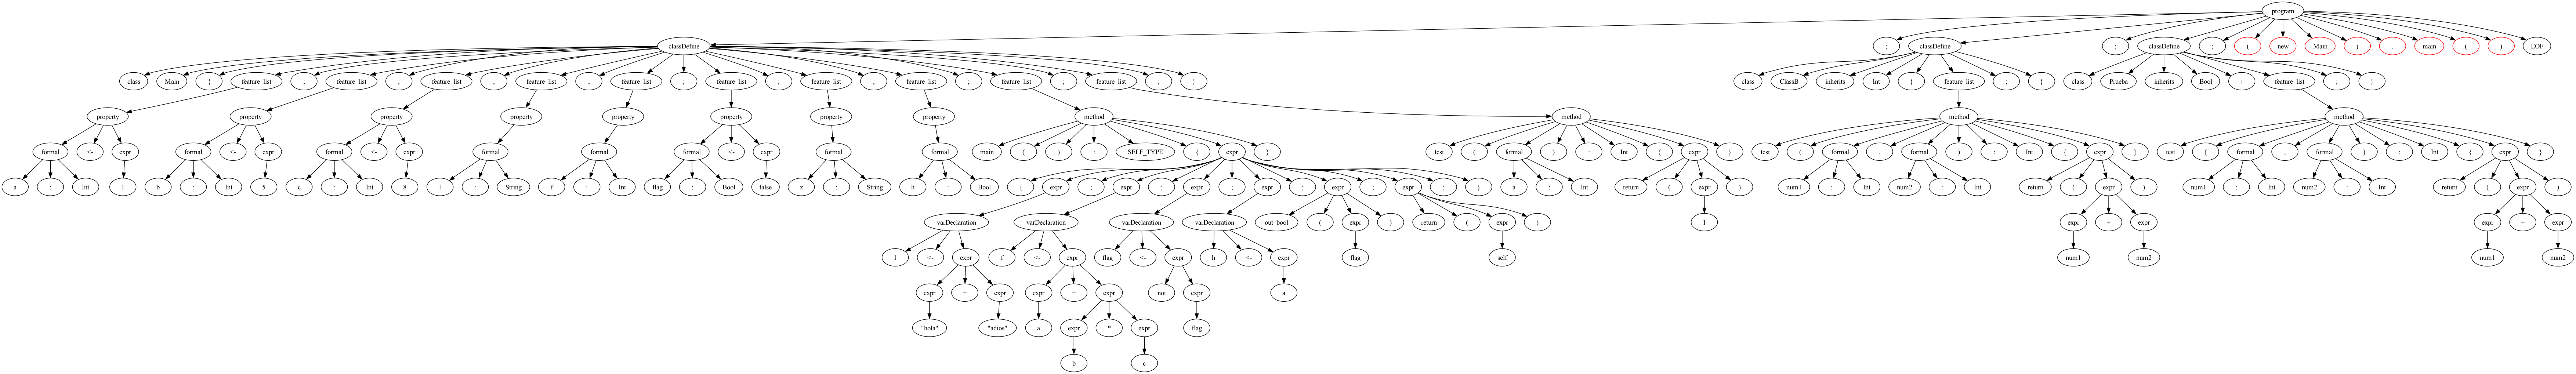 program
classDefine ; classDefine ; classDefine ; ( new Main ) . main ( ) EOF
class Main { feature_list ; feature_list ; feature_list ; feature_list ; feature_list ; feature_list ; feature_list ; feature_list ; feature_list ; feature_list ; } class ClassB inherits Int { feature_list ; } class Prueba inherits Bool { feature_list ; }
property property property property property property property property method method method method
formal <- expr formal <- expr formal <- expr formal formal formal <- expr formal formal main ( ) : SELF_TYPE { expr } test ( formal ) : Int { expr } test ( formal , formal ) : Int { expr } test ( formal , formal ) : Int { expr }
a : Int 1 b : Int 5 c : Int 8 l : String f : Int flag : Bool false z : String h : Bool { expr ; expr ; expr ; expr ; expr ; expr ; } a : Int return ( expr ) num1 : Int num2 : Int return ( expr ) num1 : Int num2 : Int return ( expr )
varDeclaration varDeclaration varDeclaration varDeclaration out_bool ( expr ) return ( expr ) 1 expr + expr expr + expr
l <- expr f <- expr flag <- expr h <- expr flag self num1 num2 num1 num2
expr + expr expr + expr not expr a
"hola" "adios" a expr * expr flag
b c